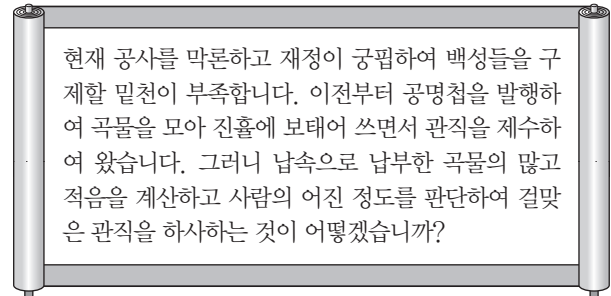 현재 공사를 막론하고 재정이 궁핍하여 백성들을 구
제할 밑천이 부족합니다. 이전부터 공명첩을 발행하
여 곡물을 모아 진휼에 보태어 쓰면서 관직을 제수하
여 왔습니다. 그러니 납속으로 납부한 곡물의 많고
적음을 계산하고 사람의 어진 정도를 판단하여 걸맞
은 관직을 하사하는 것이 어떻겠습니까?